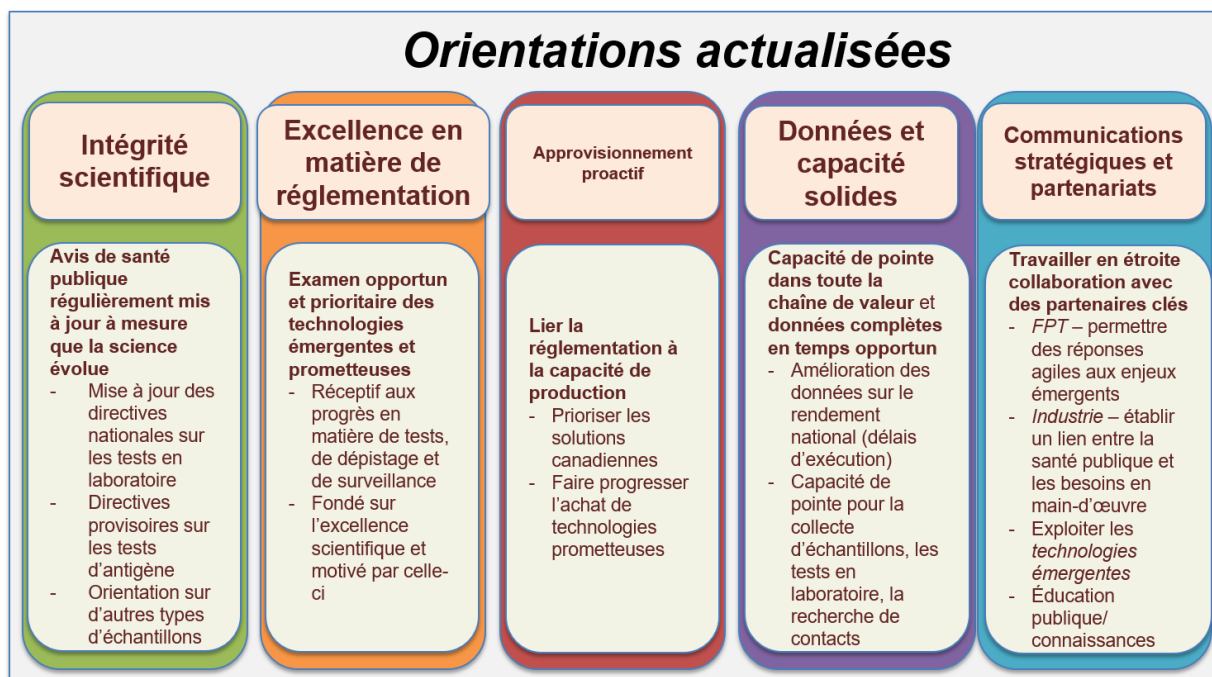 Orientations actualisées
Intégrité
scientifique
Avis de santé
publique
régulièrement mis
à jour à mesure
que la science
évolue
- Mise à jour des
directives
nationales sur
les tests en
laboratoire
- Directives
provisoires sur
les tests
d'antigène
- Orientation sur
d'autres types
d'échantillons
Excellence en
matière de
réglementation
Examen opportun
et prioritaire des
technologies
émergentes et
prometteuses
- Réceptif aux
progrès en
matière de tests,
de dépistage et
de surveillance
- Fondé sur
l'excellence
scientifique et
motivé par celle-
ci
Approvisionnement
proactif
Lier la
réglementation à
la capacité de
production
- Prioriser les
solutions
canadiennes
- Faire progresser
l'achat de
technologies
prometteuses
Données et
capacité
solides
Capacité de pointe
dans toute la
chaîne de valeur et
données complètes
en temps opportun
- Amélioration des
données sur le
rendement
national (délais
d'exécution)
- Capacité de
pointe pour la
collecte
d'échantillons, les
tests en
laboratoire, la
recherche de
contacts
Communications
stratégiques et
partenariats
Travailler en étroite
collaboration avec
des partenaires clés
- FPT – permettre
des réponses
agiles aux enjeux
émergents
- Industrie – établir
un lien entre la
santé publique et
les besoins en
main-d'œuvre
- Exploiter les
technologies
émergentes
- Éducation
publique/
connaissances